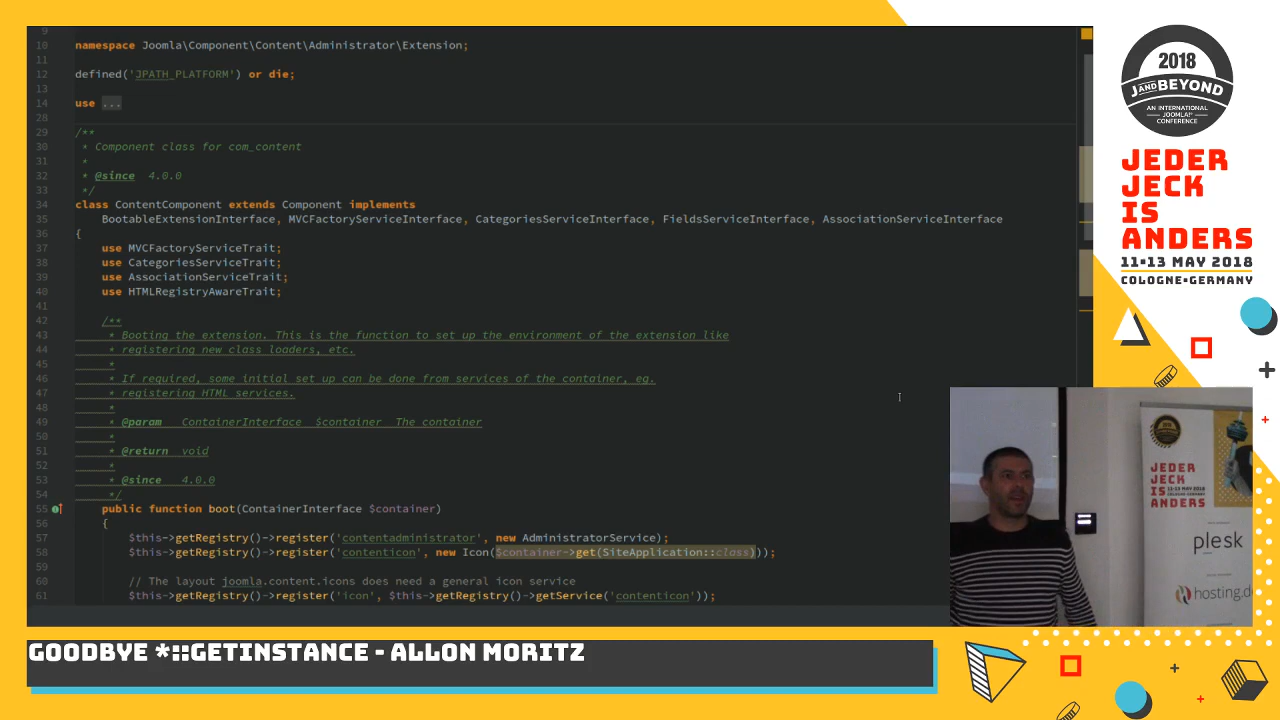 9
10 namespace Joomla\Component\Content\Administrator\Extension;
11
12 defined('JPATH_PLATFORM') or die;
13
14 use ...
28
29 /**
30 * Component class for com_content
31 *
32 * @since 4.0.0
33 */
34 class ContentComponent extends Component implements
35 BootableExtensionInterface, MVCFactoryServiceInterface, CategoriesServiceInterface, FieldsServiceInterface, AssociationServiceInterface
36 {
37 use MVCFactoryServiceTrait;
38 use CategoriesServiceTrait;
39 use AssociationServiceTrait;
40 use HTMLRegistryAwareTrait;
41
42 /**
43 * Booting the extension. This is the function to set up the environment of the extension like
44 * registering new class loaders, etc.
45 *
46 * If required, some initial set up can be done from services of the container, eg.
47 * registering HTML services.
48 *
49 * @param ContainerInterface $container The container
50 *
51 * @return void
52 *
53 * @since 4.0.0
54 */
55 public function boot(ContainerInterface $container)
56 {
57 $this->getRegistry()->register('contentadministrator', new AdministratorService);
58 $this->getRegistry()->register('contenticon', new Icon($container->get(SiteApplication::class)));
59
60 // The layout joomla.content.icons does need a general icon service
61 $this->getRegistry()->register('icon', $this->getRegistry()->getService('contenticon'));
2018
J AND BEYOND
AN INTERNATIONAL
JOOMLA!
CONFERENCE
JEDER
JECK
IS
ANDERS
11-13 MAY 2018
COLOGNE•GERMANY
2018
JEDER
JECK
IS 11-13 MAY 2018
ANDERS
plesk
hosting.d
GOODBYE *::GETINSTANCE - ALLON MORITZ